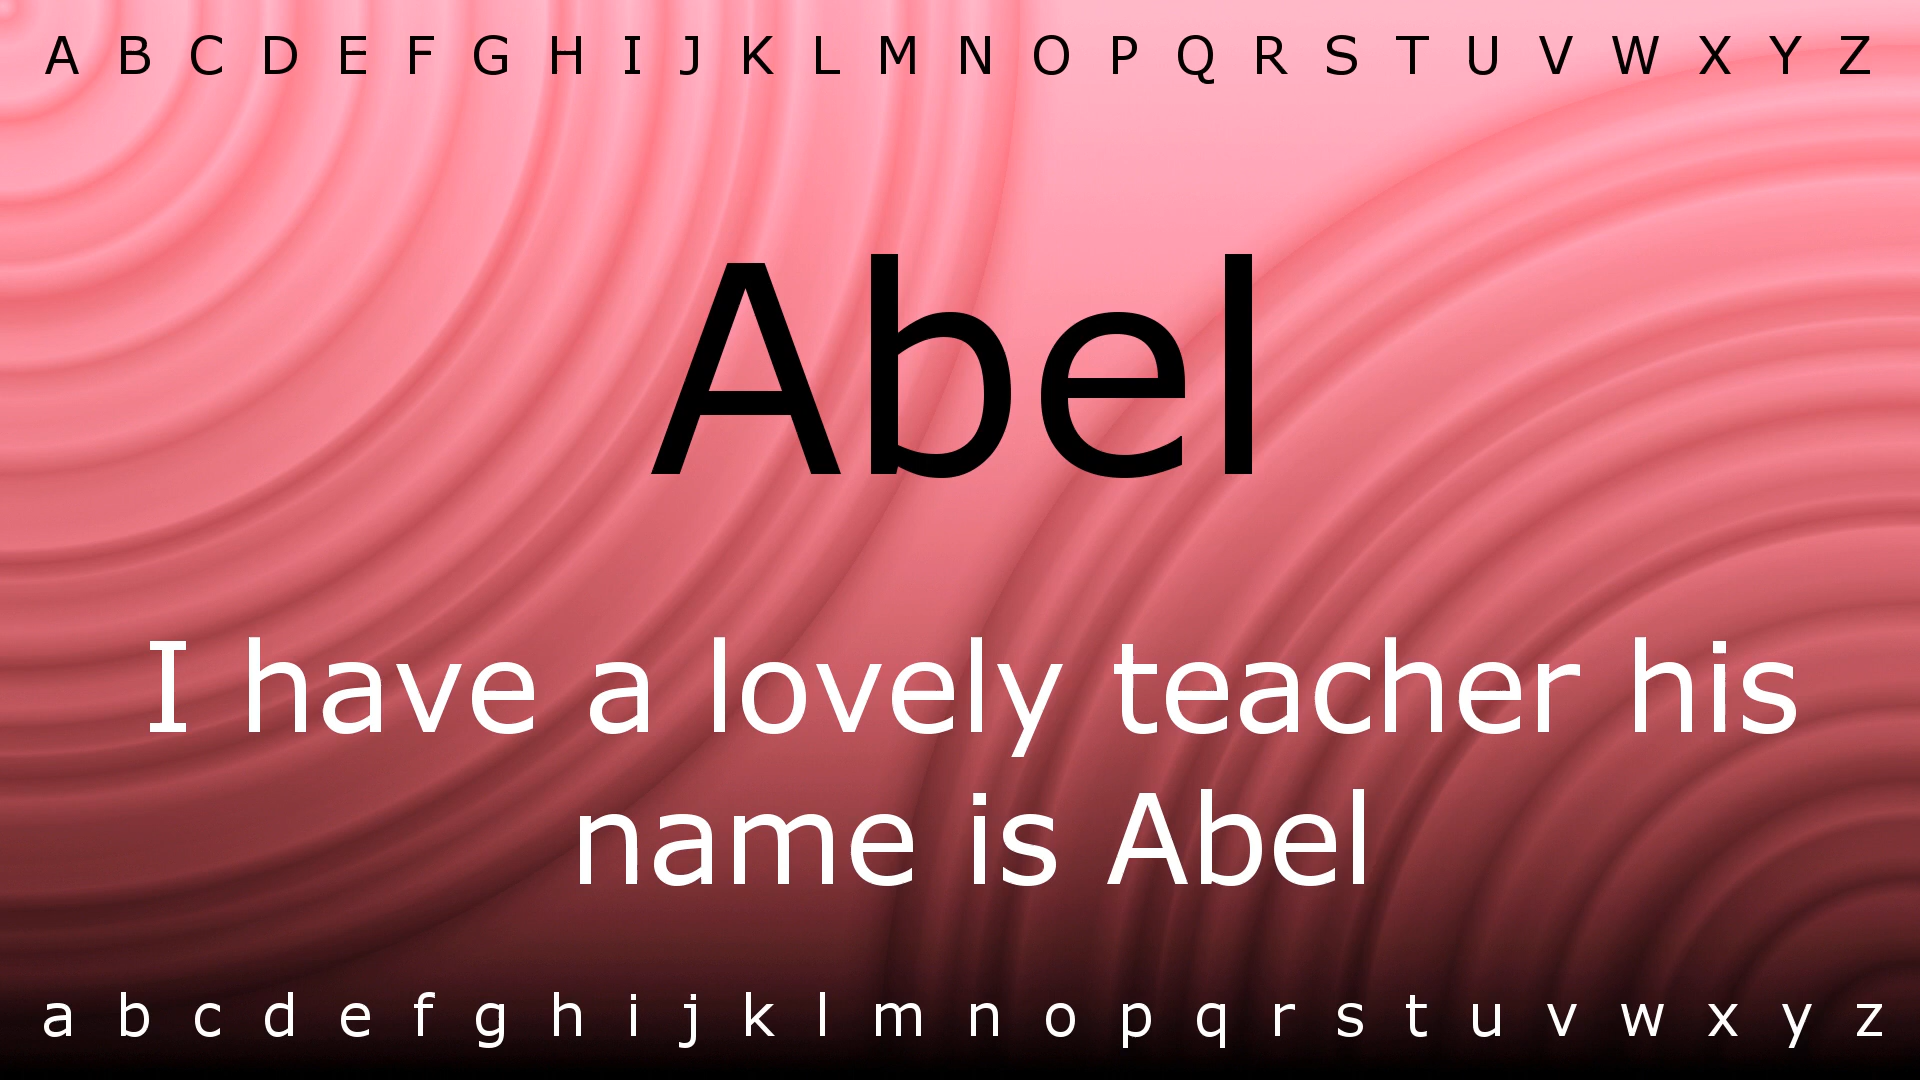 A B C D E F G H I J K L M N O P Q R S T U V W X Y Z
Abel
I have a lovely teacher his
name is Abel
a b c d e f g h i j k l m n o p q r s t u v w x y z